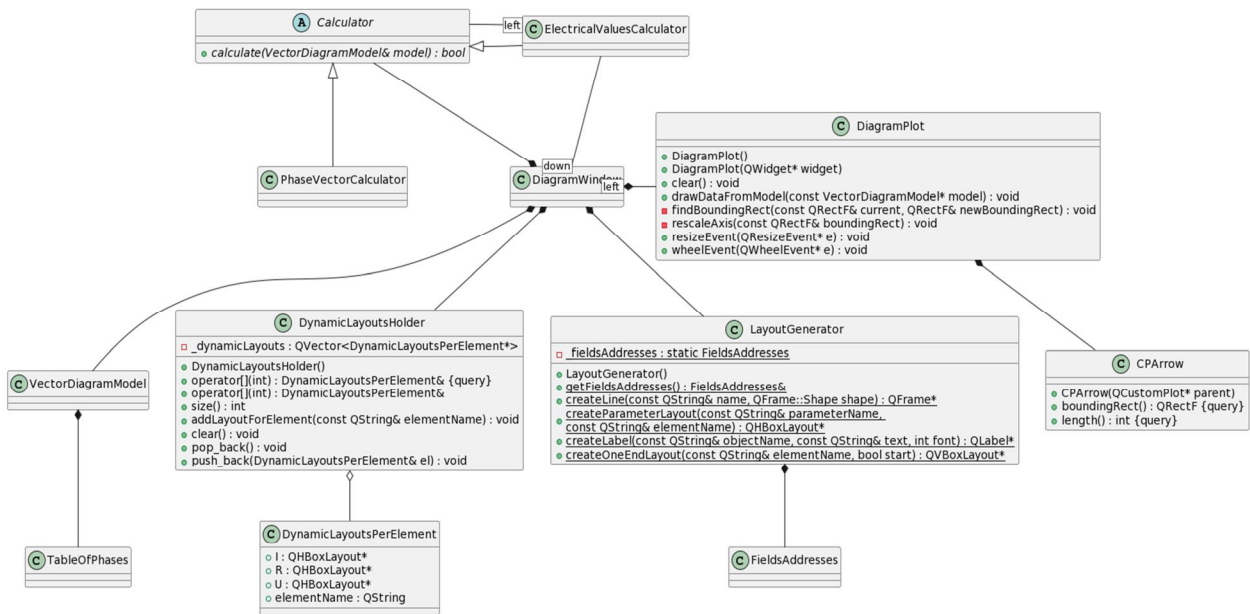 A Calculator
calculate(VectorDiagramModel& model) : bool
left
C ElectricalValuesCalculator
C PhaseVectorCalculator
down
C DiagramWindow
left
C DiagramPlot
DiagramPlot()
DiagramPlot(QWidget* widget)
clear() : void
drawDataFromModel(const VectorDiagramModel* model) : void
findBoundingRect(const QRectF& current, QRectF& newBoundingRect) : void
rescaleAxis(const QRectF& boundingRect) : void
resizeEvent(QResizeEvent* e) : void
wheelEvent(QWheelEvent* e) : void
C VectorDiagramModel
C DynamicLayoutsHolder
_dynamicLayouts : QVector<DynamicLayoutsPerElement*>
DynamicLayoutsHolder()
operator[](int) : DynamicLayoutsPerElement& {query}
operator[](int) : DynamicLayoutsPerElement&
size() : int
addLayoutForElement(const QString& elementName) : void
clear() : void
pop_back() : void
push_back(DynamicLayoutsPerElement& el) : void
C LayoutGenerator
_fieldsAddresses : static FieldsAddresses
LayoutGenerator()
getFieldsAddresses() : FieldsAddresses&
createLine(const QString& name, QFrame::Shape shape) : QFrame*
createParameterLayout(const QString& parameterName,
const QString& elementName) : QHBoxLayout*
createLabel(const QString& objectName, const QString& text, int font) : QLabel*
createOneEndLayout(const QString& elementName, bool start) : QVBoxLayout*
C CPArrow
CPArrow(QCustomPlot* parent)
boundingRect() : QRectF {query}
length() : int {query}
C TableOfPhases
C DynamicLayoutsPerElement
I : QHBoxLayout*
R : QHBoxLayout*
U : QHBoxLayout*
elementName : QString
C FieldsAddresses